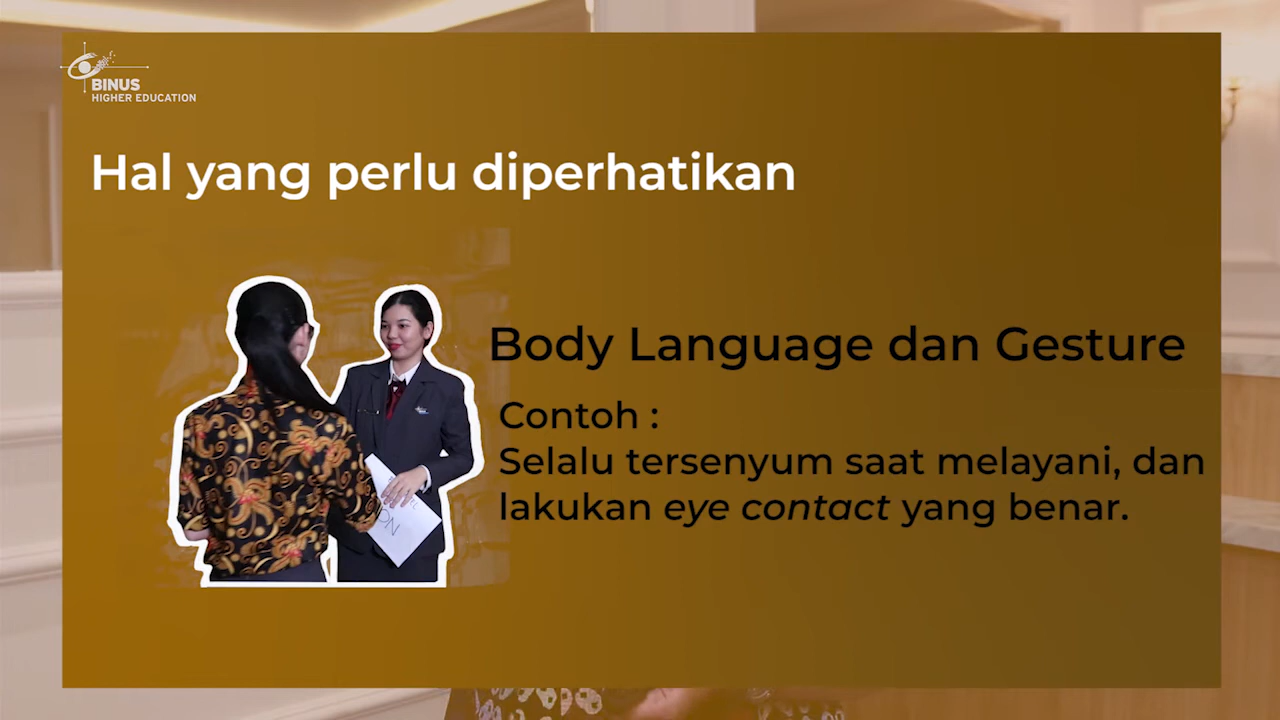 BINUS
HIGHER EDUCATION
Hal yang perlu diperhatikan
Body Language dan Gesture
Contoh :
Selalu tersenyum saat melayani, dan
lakukan eye contact yang benar.